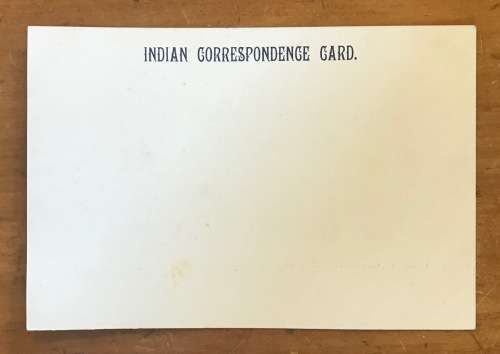 INDIAN CORRESPONDENCE CARD.